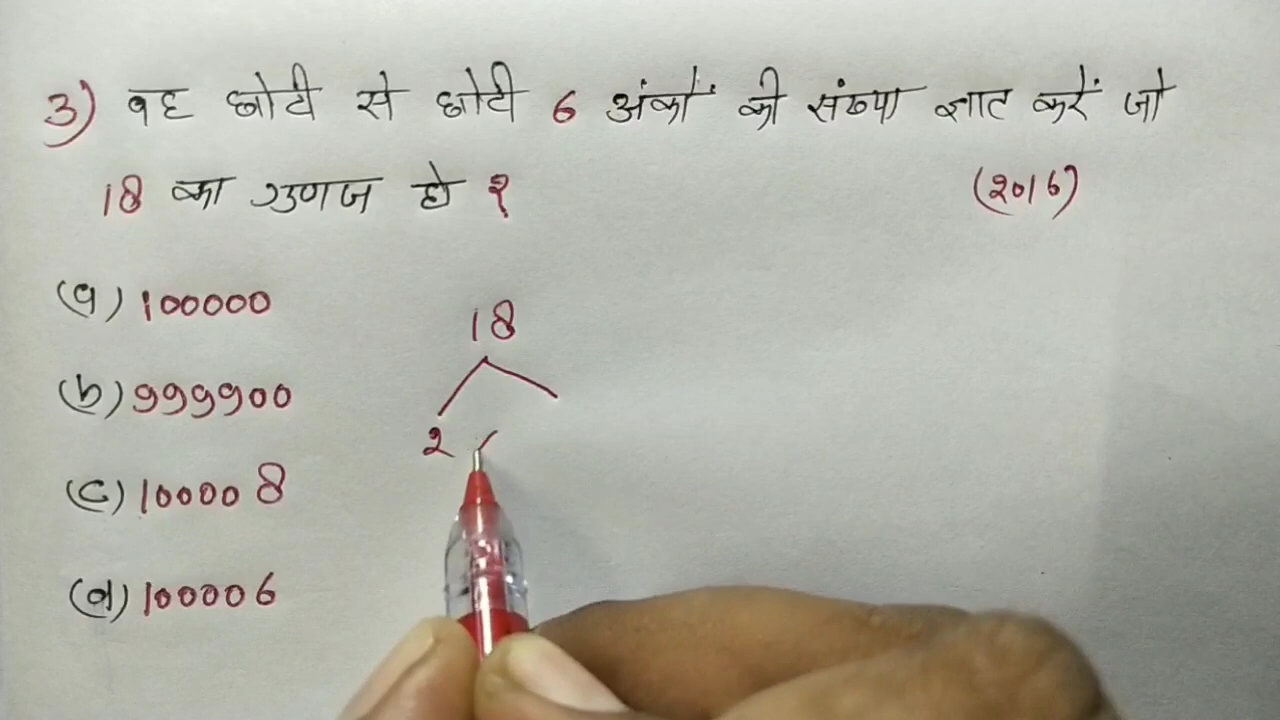 3) वह छोटी से छोटी 6 अंकों की संख्या ज्ञात करें जो
18 का गुणज हो ?
(2016)
(a) 100000
(b) 999900
(c) 100008
(d) 100006
18
2